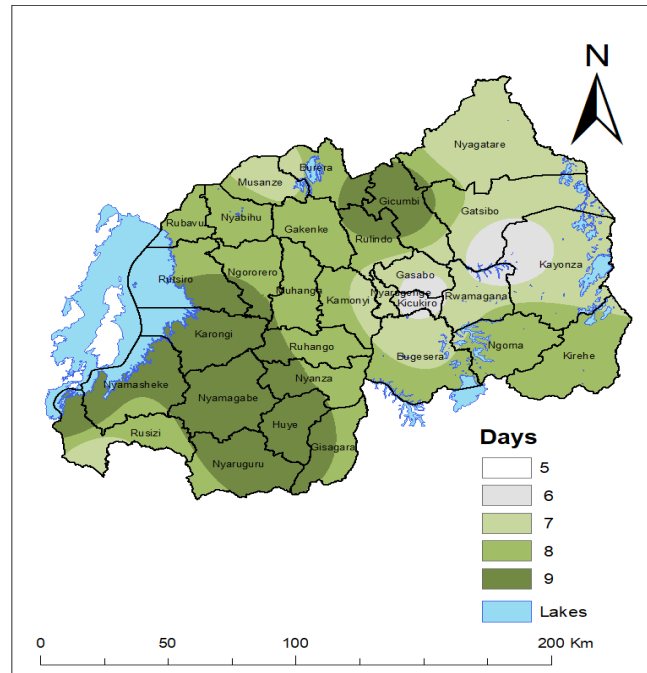 N
Nyagatare
Burera
Musanze
Gicumbi
Gatsibo
Rubavu
Nyabihu
Gakenke
Rulindo
Kayonza
Rutsiro
Ngororero
Gasabo
Muhanga
Kamonyi
Nyarugenge
Kicukiro
Rwamagana
Karongi
Ruhango
Bugesera
Ngoma
Kirehe
Nyamasheke
Nyanza
Nyamagabe
Huye
Rusizi
Gisagara
Nyaruguru
Days
5
6
7
8
9
Lakes
0 50 100 200 Km